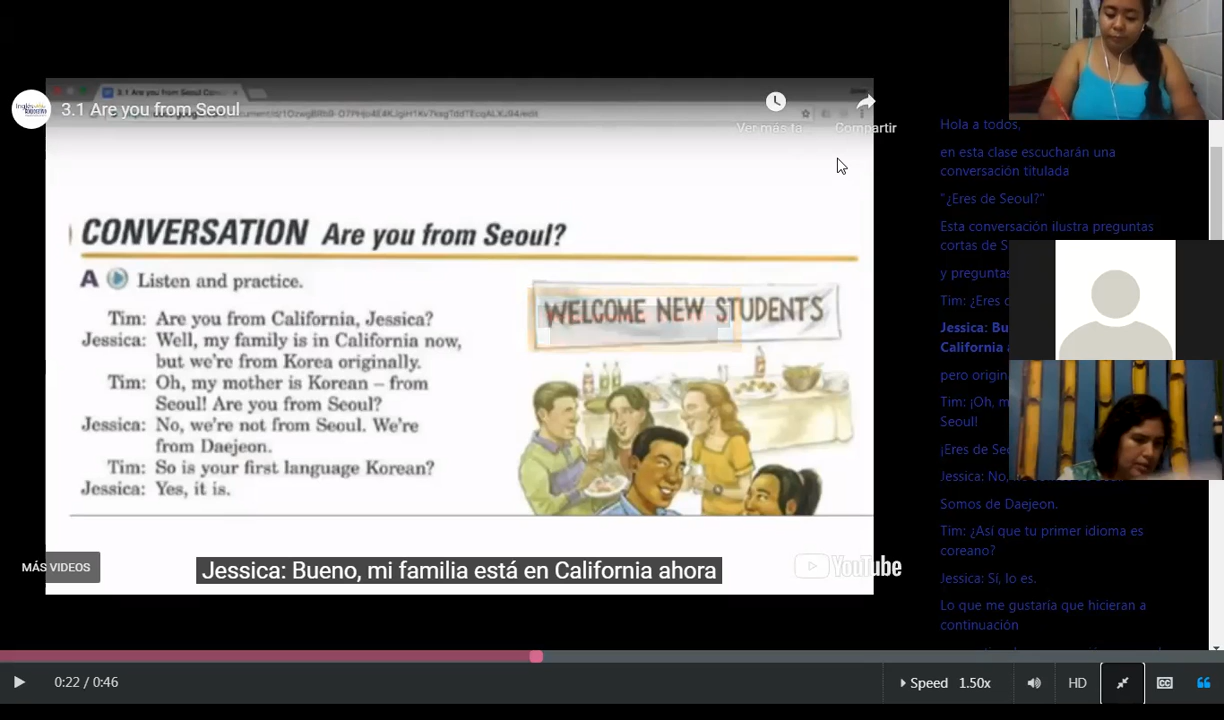 3.1 Are you from Seoul
Ver más ta...
Compartir
CONVERSATION Are you from Seoul?
A Listen and practice.
Tim: Are you from California, Jessica?
Jessica: Well, my family is in California now,
but we're from Korea originally.
Tim: Oh, my mother is Korean – from
Seoul! Are you from Seoul?
Jessica: No, we're not from Seoul. We're
from Daejeon.
Tim: So is your first language Korean?
Jessica: Yes, it is.
WELCOME NEW STUDENTS
MÁS VIDEOS
Jessica: Bueno, mi familia está en California ahora
YouTube
Hola a todos,
en esta clase escucharán una
conversación titulada
"¿Eres de Seoul?"
Esta conversación ilustra preguntas
cortas de S
y preguntas
Tim: ¿Eres
Jessica: Bu
California
pero origin
Tim: ¡Oh, m
Seoul!
¡Eres de Se
Jessica: No,
Somos de Daejeon.
Tim: ¿Así que tu primer idioma es
coreano?
Jessica: Sí, lo es.
Lo que me gustaría que hicieran a
continuación
0:22 / 0:46
Speed 1.50x
HD
CC